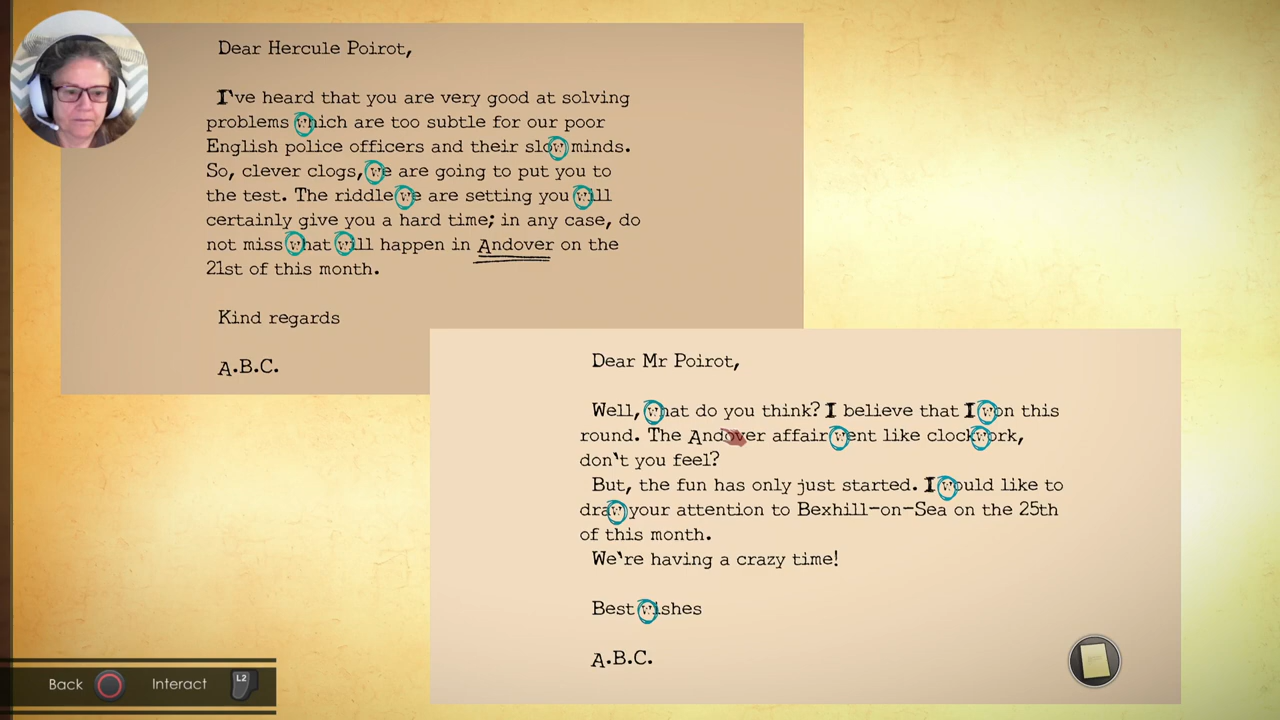 Dear Hercule Poirot,
I've heard that you are very good at solving
problems which are too subtle for our poor
English police officers and their slow minds.
So, clever clogs, we are going to put you to
the test. The riddle we are setting you will
certainly give you a hard time; in any case, do
not miss what will happen in Andover on the
21st of this month.
Kind regards
A.B.C.
Dear Mr Poirot,
Well, what do you think? I believe that I won this
round. The Andover affair went like clockwork,
don't you feel?
But, the fun has only just started. I would like to
draw your attention to Bexhill-on-Sea on the 25th
of this month.
We're having a crazy time!
Best wishes
A.B.C.
Back Interact L2